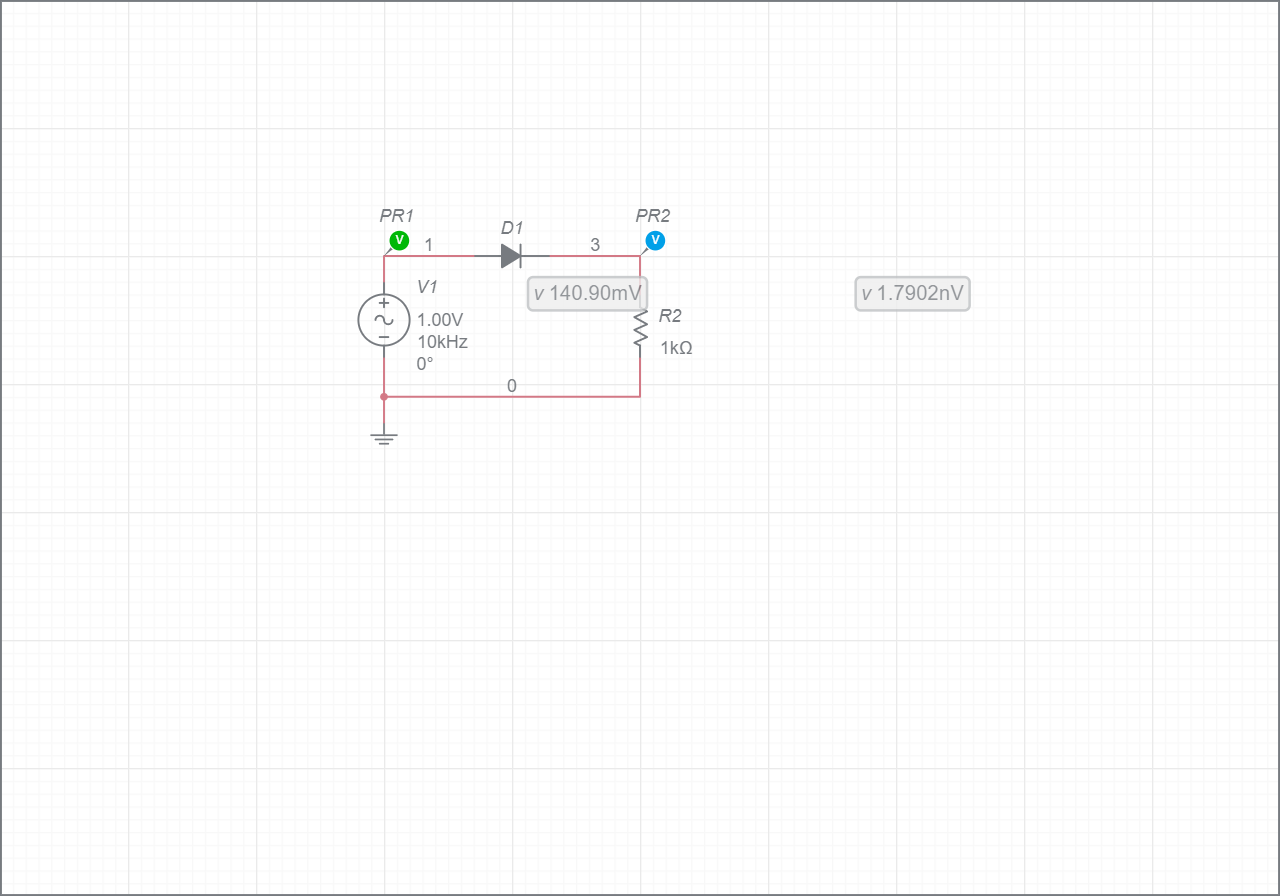 PR1
D1
PR2
V
1
3
V
V1
v 140.90mV
v 1.7902nV
1.00V
R2
10kHz
1kΩ
0°
0